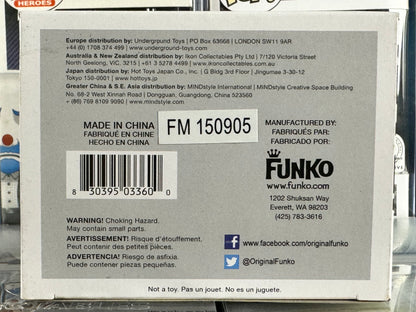 HEROES
Europe distribution by: Underground Toys | PO Box 63668 | LONDON SW11 9AR
+44 (0) 1708 374 499 | www.underground-toys.com
Australia & New Zealand distribution by: Ikon Collectables Pty Ltd | 7/120 Victoria Street
North Geelong, VIC, 3215 | +61 3 5278 4499 | www.ikoncollectables.com
Japan distribution by: Hot Toys Japan Co., Inc. | G Bldg 3rd Floor | Jingumae 3-30-12
Tokyo 150-0001 | www.hottoys.jp
Greater China & S.E. Asia distribution by: MINDstyle International | MINDstyle Creative Space Building
No. 68-2 West Xinnah Road | Dongguan, Guangdong, China 523560
+ (86) 769 8109 9090 | www.MINDstyle.com
MADE IN CHINA
FABRIQUÉ EN CHINE
HECHO EN CHINA
FM 150905
MANUFACTURED BY:
FABRIQUÉS PAR:
FABRICADO POR:
FUNKO
www.funko.com
1202 Shuksan Way
Everett, WA 98203
(425) 783-3616
8 30395 03360 0
WARNING! Choking Hazard.
May contain small parts.
AVERTISSEMENT! Risque d'étouffement.
Peut contenir des petites pièces.
ADVERTENCIA! Riesgo de asfixia.
Puede contener piezas pequeñas.
www.facebook.com/originalfunko
@OriginalFunko
Not a toy. Pas un jouet. No es un juguete.